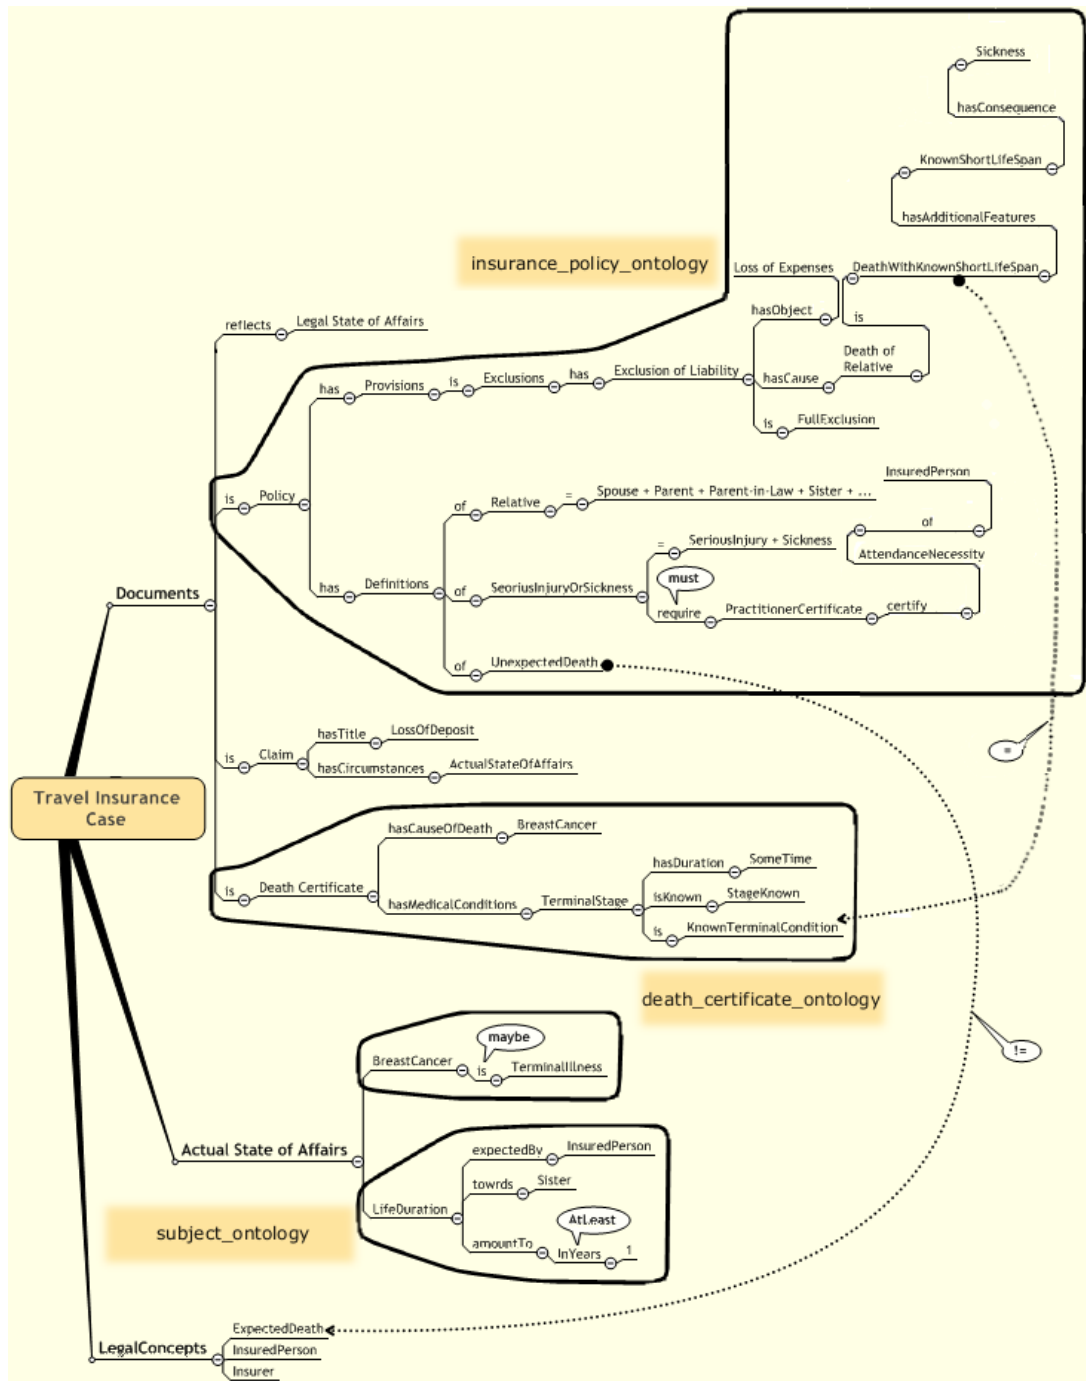 Sickness
hasConsequence
KnownShortLifeSpan
hasAdditionalFeatures
insurance_policy_ontology
Loss of Expenses
DeathWithKnownShortLifeSpan
hasObject
is
reflects
Legal State of Affairs
Death of
Relative
has
Provisions
is
Exclusions
has
Exclusion of Liability
hasCause
is
FullExclusion
InsuredPerson
is
Policy
of
Relative
=
Spouse + Parent + Parent-in-Law + Sister + ...
of
=
SeriousInjury + Sickness
AttendanceNecessity
must
has
Definitions
of
SeoriusInjuryOrSickness
require
PractitionerCertificate
certify
Documents
of
UnexpectedDeath
hasTitle
LossOfDeposit
is
Claim
hasCircumstances
ActualStateOfAffairs
=
Travel Insurance
Case
hasCauseOfDeath
BreastCancer
hasDuration
SomeTime
is
Death Certificate
hasMedicalConditions
TerminalStage
isKnown
StageKnown
is
KnownTerminalCondition
death_certificate_ontology
maybe
BreastCancer
is
TerminalIllness
!=
Actual State of Affairs
expectedBy
InsuredPerson
towrds
Sister
LifeDuration
AtLeast
amountTo
InYears
1
subject_ontology
ExpectedDeath
LegalConcepts
InsuredPerson
Insurer